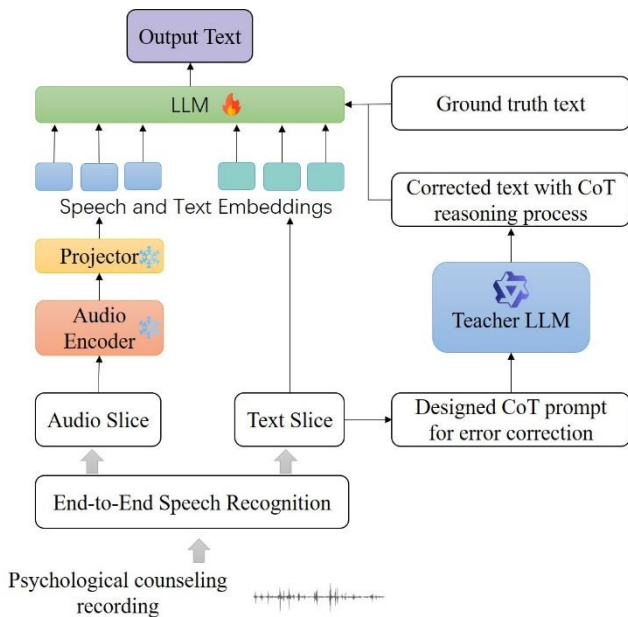 Output Text
LLM
Ground truth text
Speech and Text Embeddings
Corrected text with CoT
reasoning process
Projector
Audio
Encoder
Teacher LLM
Audio Slice
Text Slice
Designed CoT prompt
for error correction
End-to-End Speech Recognition
Psychological counseling
recording